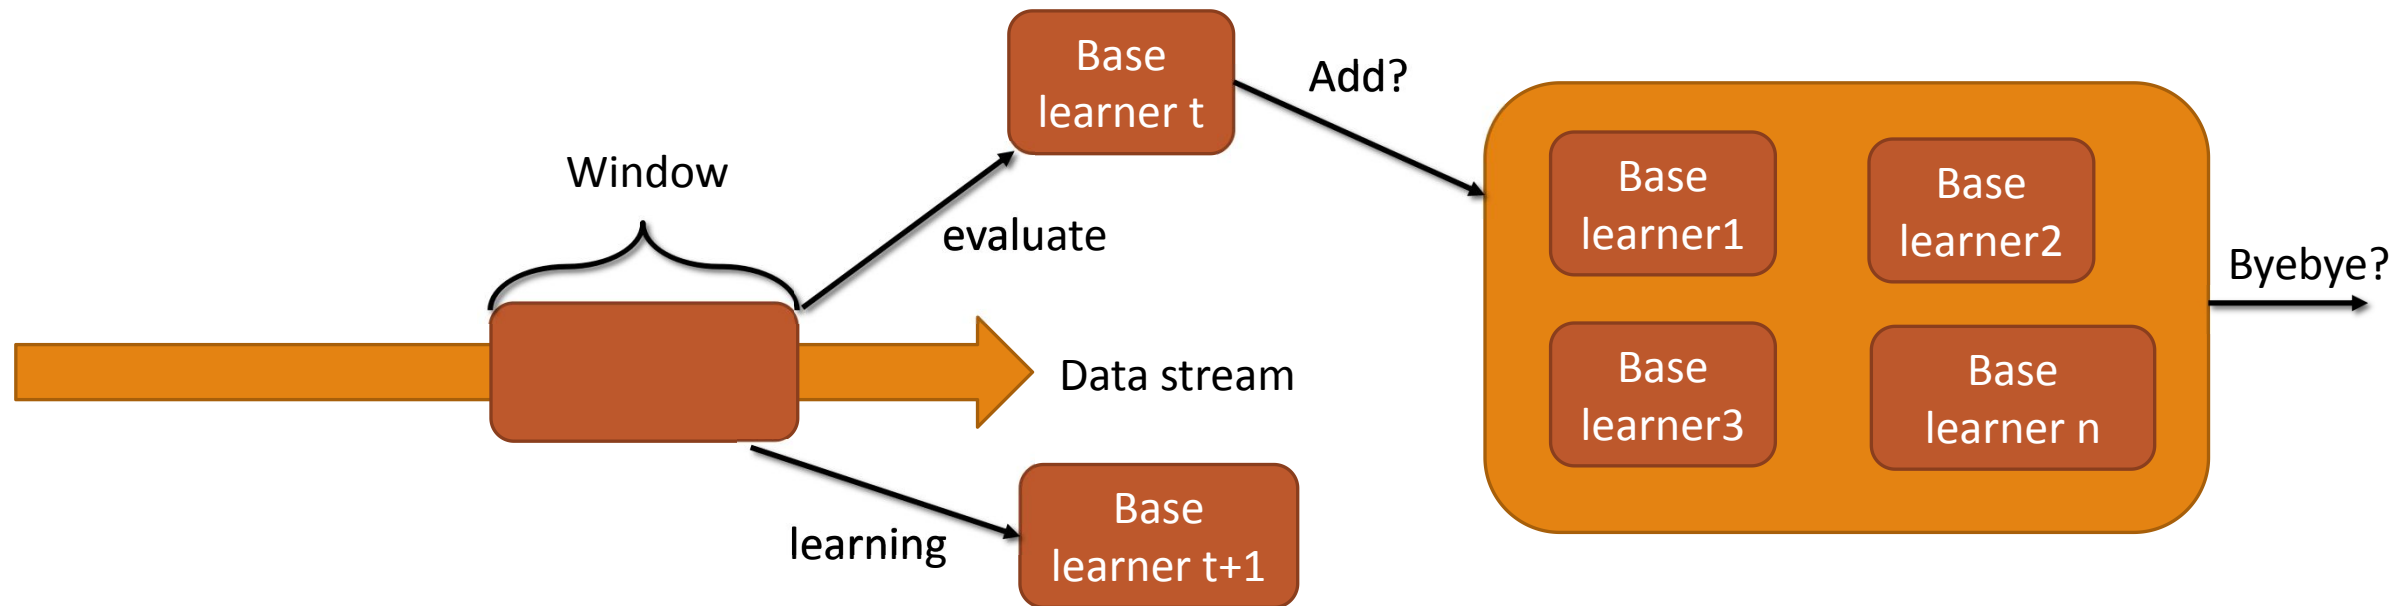 Base
learner t
Add?
Window
evaluate
Base
learner1
Base
learner2
Byebye?
Data stream
Base
learner3
Base
learner n
learning
Base
learner t+1